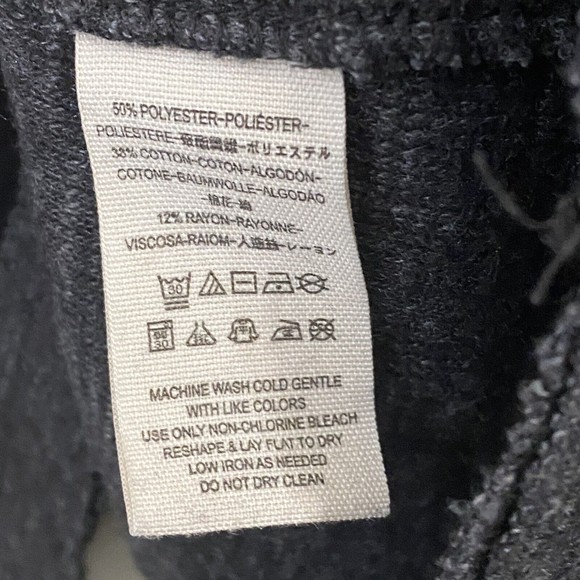 50% POLYESTER-POLIÉSTER-
POLIESTERE-聚酯纖維-ポリエステル
38% COTTON-COTON-ALGODÓN-
COTONE-BAUMWOLLE-ALGODÃO
-棉花-綿
12% RAYON-RAYONNE-
VISCOSA-RAIOM-人造絲-レーヨン
30
30
MACHINE WASH COLD GENTLE
WITH LIKE COLORS
USE ONLY NON-CHLORINE BLEACH
RESHAPE & LAY FLAT TO DRY
LOW IRON AS NEEDED
DO NOT DRY CLEAN